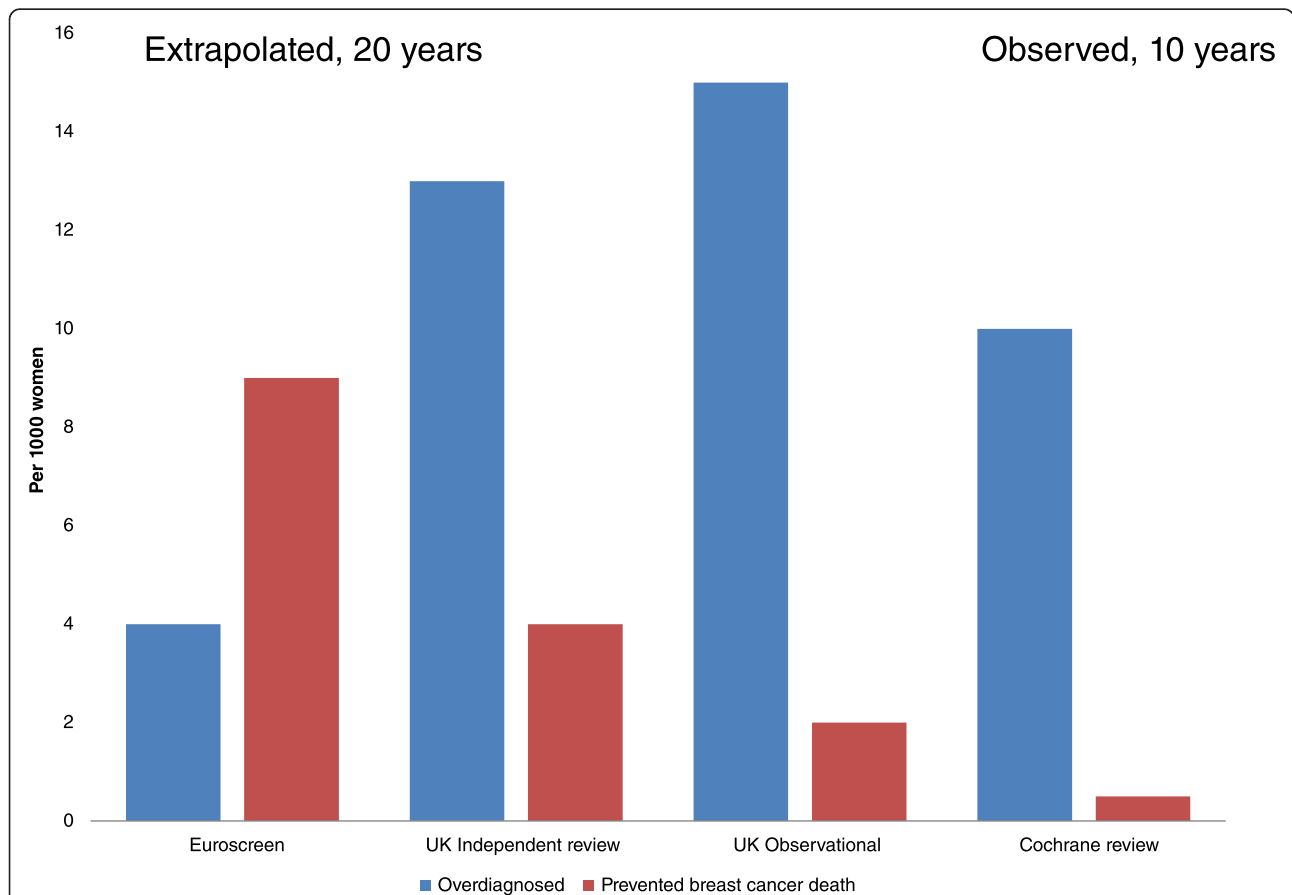 Extrapolated, 20 years
Observed, 10 years
16
14
12
10
8
6
4
2
0
Per 1000 women
Euroscreen
UK Independent review
UK Observational
Cochrane review
Overdiagnosed
Prevented breast cancer death